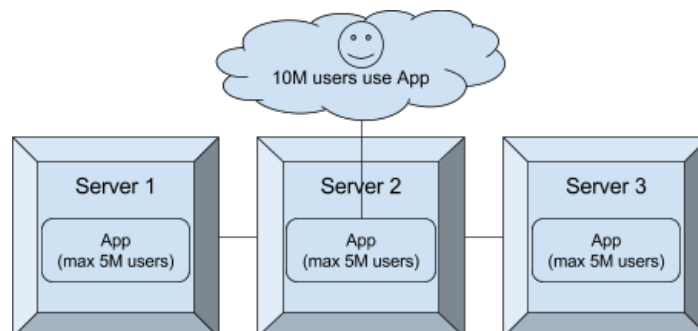 10M users use App
Server 1
App
(max 5M users)
Server 2
App
(max 5M users)
Server 3
App
(max 5M users)